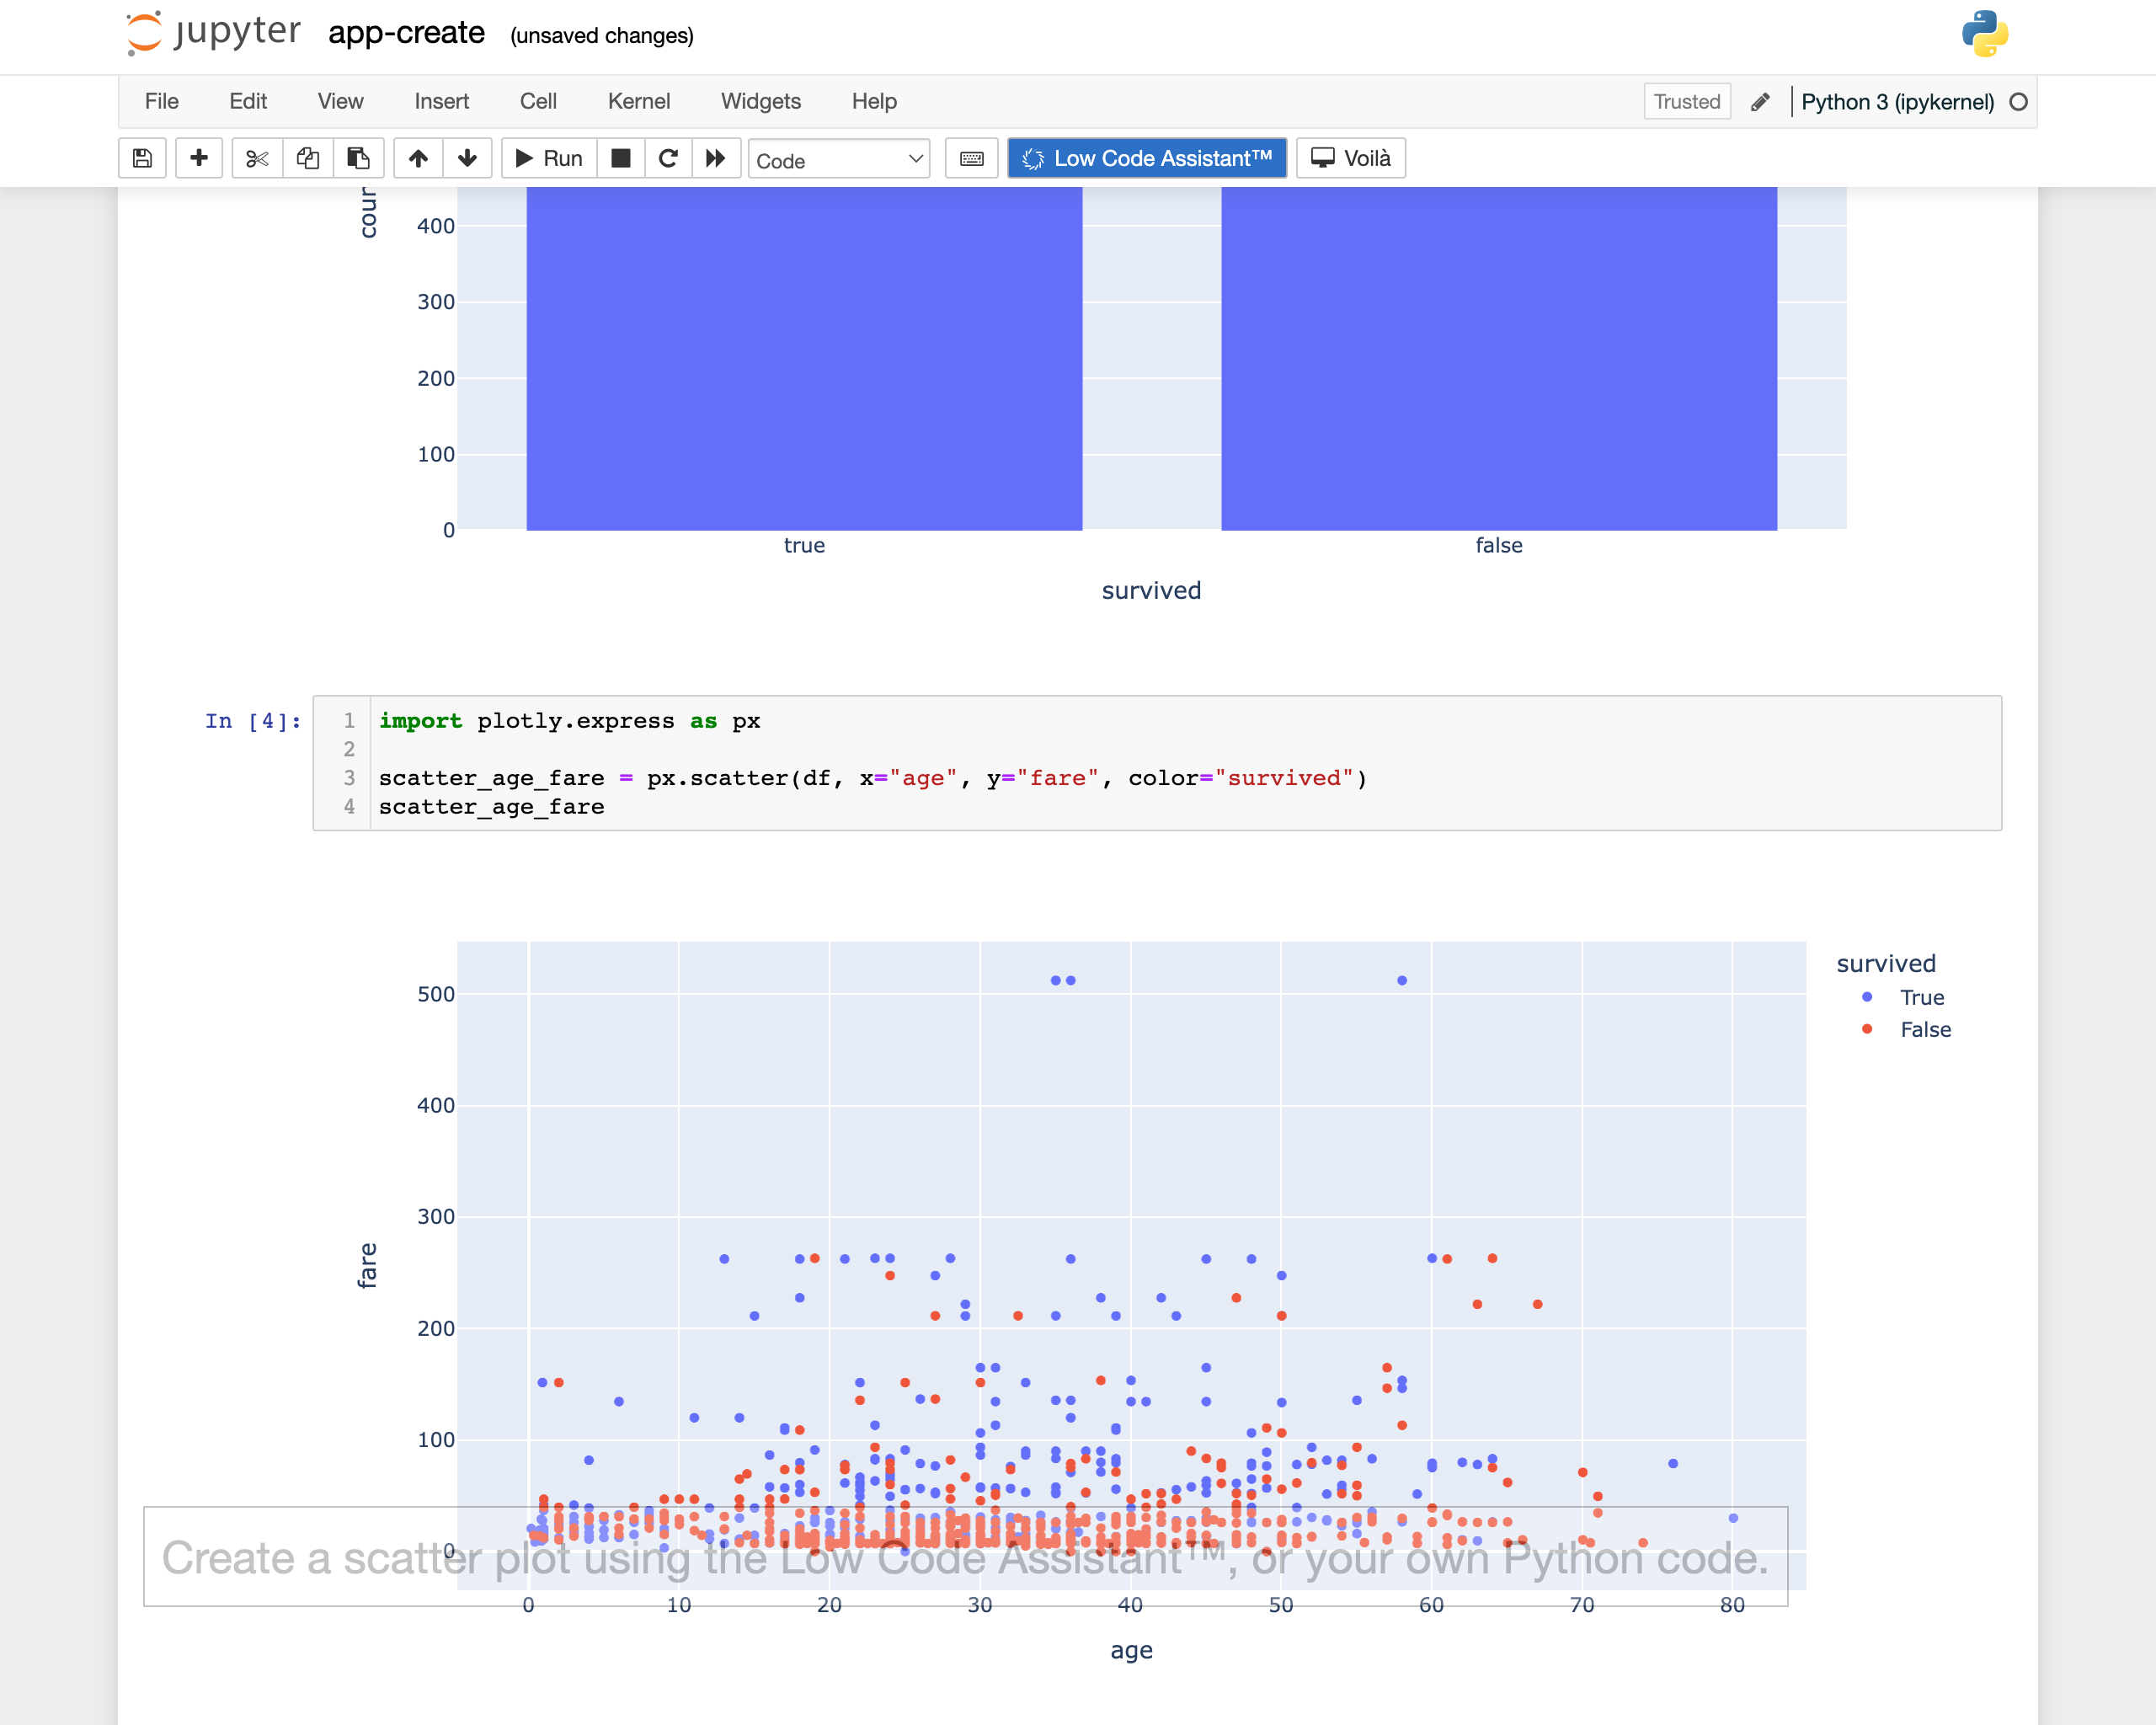 jupyter app-create (unsaved changes)
File Edit View Insert Cell Kernel Widgets Help Trusted Python 3 (ipykernel)
Run Code Low Code Assistant™ Voilà
400
300
200
100
0
true false
survived
In [4]:
1 import plotly.express as px
2
3 scatter_age_fare = px.scatter(df, x="age", y="fare", color="survived")
4 scatter_age_fare
survived
True
False
500
400
300
200
100
0
fare
Create a scatter plot using the Low Code Assistant™, or your own Python code.
0 10 20 30 40 50 60 70 80
age